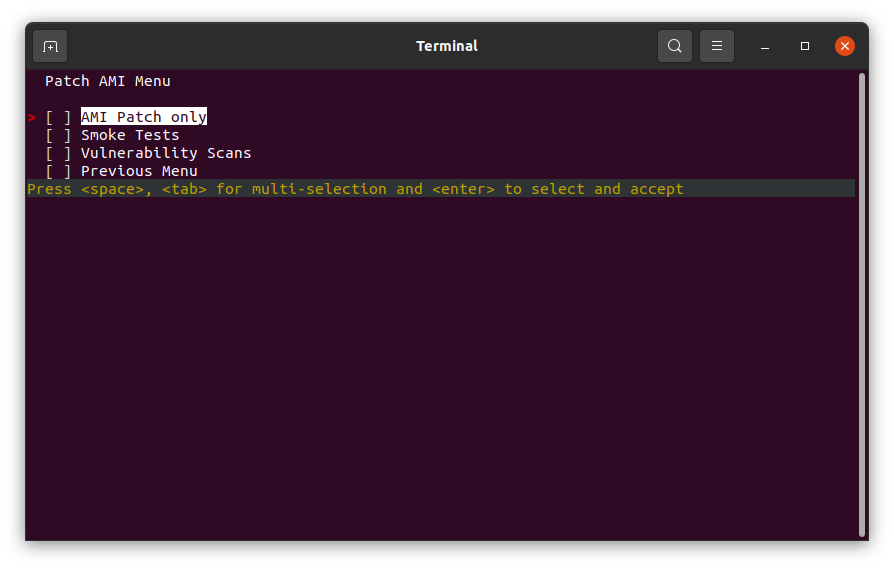 Terminal
Patch AMI Menu
> [ ] AMI Patch only
[ ] Smoke Tests
[ ] Vulnerability Scans
[ ] Previous Menu
Press <space>, <tab> for multi-selection and <enter> to select and accept